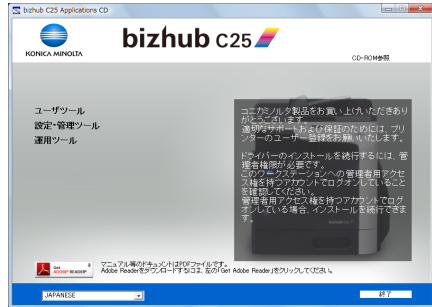 bizhub C25 Applications CD
KONICA MINOLTA
bizhub C25
CD-ROM参照
ユーザツール
設定・管理ツール
運用ツール
コニカミノルタ製品をお買い上げいただきあり
がとうございます。
適切なサポートおよび保証のためには、プリ
ンターのユーザー登録をお願いいたします。
ドライバーのインストールを続行するには、管
理者権限が必要です。
このワークステーションへの管理者用アクセ
ス権を持つアカウントでログオンしていること
を確認してください。
管理者用アクセス権を持つアカウントでログ
オンしている場合、インストールを続行できま
す。
Get ADOBE® READER®
マニュアル等のドキュメントはPDFファイルです。
Adobe Readerをダウンロードするには、左の「Get Adobe Reader」をクリックしてください。
JAPANESE
終了